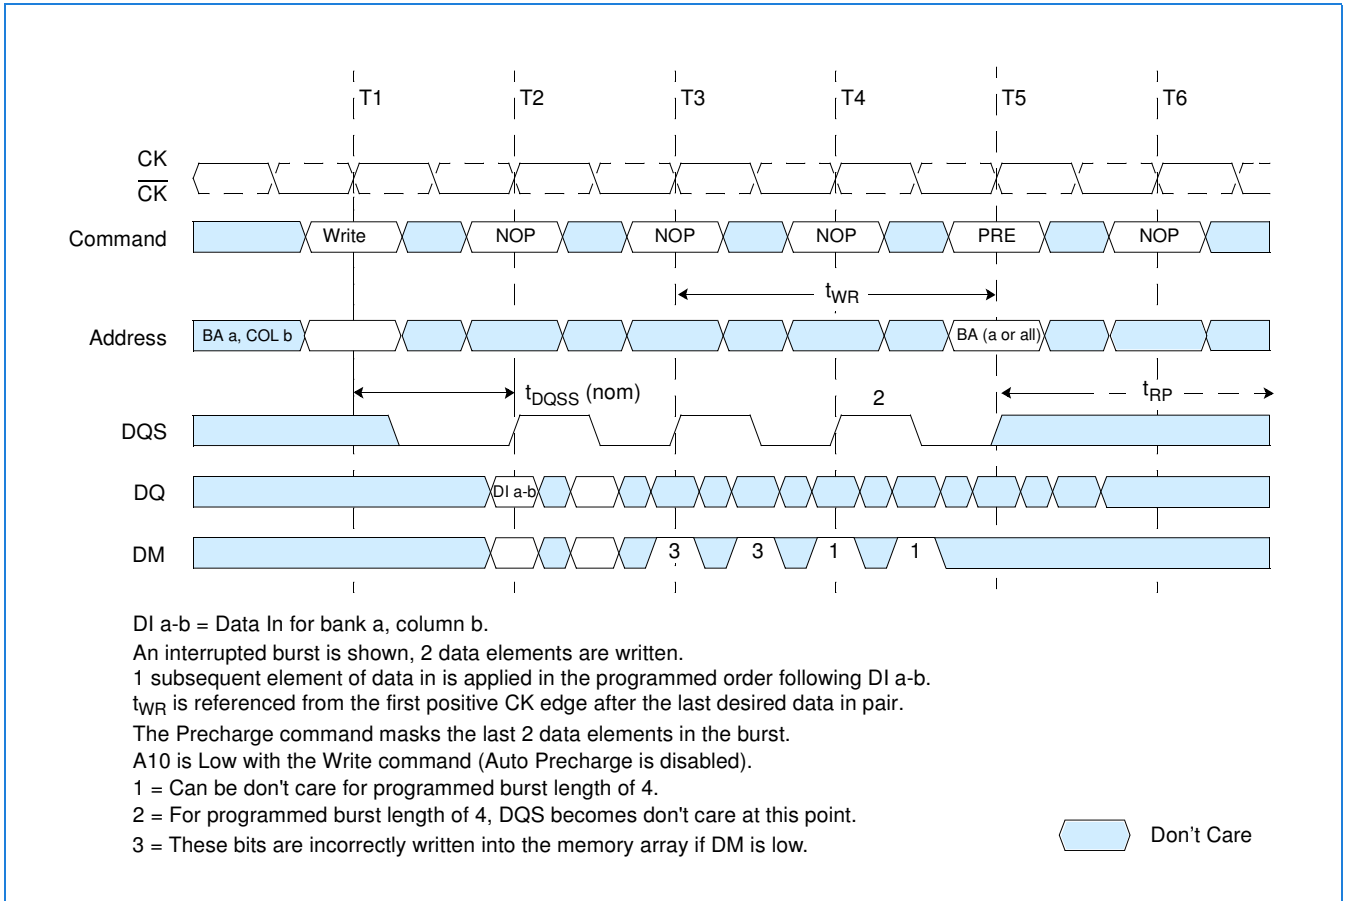 T1 T2 T3 T4 T5 T6
CK
CK
Command Write NOP NOP NOP PRE NOP
tWR
Address BA a, COL b BA (a or all)
tDQSS (nom) 2 tRP
DQS
DQ DI a-b
DM 3 3 1 1
DI a-b = Data In for bank a, column b.
An interrupted burst is shown, 2 data elements are written.
1 subsequent element of data in is applied in the programmed order following DI a-b.
tWR is referenced from the first positive CK edge after the last desired data in pair.
The Precharge command masks the last 2 data elements in the burst.
A10 is Low with the Write command (Auto Precharge is disabled).
1 = Can be don't care for programmed burst length of 4.
2 = For programmed burst length of 4, DQS becomes don't care at this point.
3 = These bits are incorrectly written into the memory array if DM is low.
Don't Care